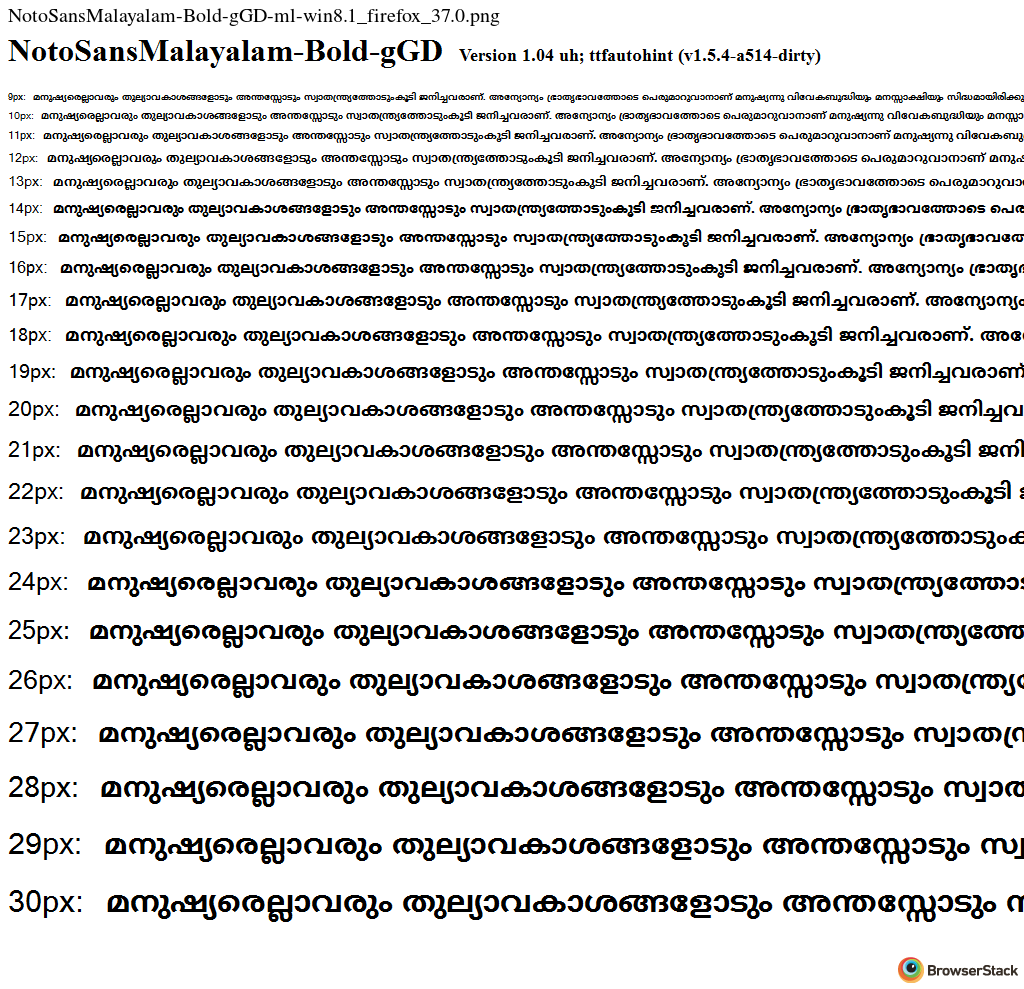 NotoSansMalayalam-Bold-gGD-ml-win8.1_firefox_37.0.png
NotoSansMalayalam-Bold-gGD Version 1.04 uh; ttfautohint (v1.5.4-a514-dirty)
9px: മനുഷ്യരെല്ലാവരും തുല്യാവകാശങ്ങളോടും അന്തസ്സോടും സ്വാതന്ത്ര്യത്തോടുംകൂടി ജനിച്ചവരാണ്. അന്യോന്യം ഭ്രാതൃഭാവത്തോടെ പെരുമാറുവാനാണ് മനുഷ്യന്നു വിവേകബുദ്ധിയും മനസ്സാക്ഷിയും സിദ്ധമായിരിക്കു
10px: മനുഷ്യരെല്ലാവരും തുല്യാവകാശങ്ങളോടും അന്തസ്സോടും സ്വാതന്ത്ര്യത്തോടുംകൂടി ജനിച്ചവരാണ്. അന്യോന്യം ഭ്രാതൃഭാവത്തോടെ പെരുമാറുവാനാണ് മനുഷ്യന്നു വിവേകബുദ്ധിയും
11px: മനുഷ്യരെല്ലാവരും തുല്യാവകാശങ്ങളോടും അന്തസ്സോടും സ്വാതന്ത്ര്യത്തോടുംകൂടി ജനിച്ചവരാണ്. അന്യോന്യം ഭ്രാതൃഭാവത്തോടെ പെരുമാറുവാനാണ് മനുഷ്യന്നു വിവേകബു
12px: മനുഷ്യരെല്ലാവരും തുല്യാവകാശങ്ങളോടും അന്തസ്സോടും സ്വാതന്ത്ര്യത്തോടുംകൂടി ജനിച്ചവരാണ്. അന്യോന്യം ഭ്രാതൃഭാവത്തോടെ പെരുമാറുവാനാണ് മനുഷ
13px: മനുഷ്യരെല്ലാവരും തുല്യാവകാശങ്ങളോടും അന്തസ്സോടും സ്വാതന്ത്ര്യത്തോടുംകൂടി ജനിച്ചവരാണ്. അന്യോന്യം ഭ്രാതൃഭാവത്തോടെ പെരുമാറുവാ
14px: മനുഷ്യരെല്ലാവരും തുല്യാവകാശങ്ങളോടും അന്തസ്സോടും സ്വാതന്ത്ര്യത്തോടുംകൂടി ജനിച്ചവരാണ്. അന്യോന്യം ഭ്രാതൃഭാവത്തോടെ പെര
15px: മനുഷ്യരെല്ലാവരും തുല്യാവകാശങ്ങളോടും അന്തസ്സോടും സ്വാതന്ത്ര്യത്തോടുംകൂടി ജനിച്ചവരാണ്. അന്യോന്യം ഭ്രാതൃഭാവത്തേ
16px: മനുഷ്യരെല്ലാവരും തുല്യാവകാശങ്ങളോടും അന്തസ്സോടും സ്വാതന്ത്ര്യത്തോടുംകൂടി ജനിച്ചവരാണ്. അന്യോന്യം ഭ്രാതൃ
17px: മനുഷ്യരെല്ലാവരും തുല്യാവകാശങ്ങളോടും അന്തസ്സോടും സ്വാതന്ത്ര്യത്തോടുംകൂടി ജനിച്ചവരാണ്. അന്യോന്യം
18px: മനുഷ്യരെല്ലാവരും തുല്യാവകാശങ്ങളോടും അന്തസ്സോടും സ്വാതന്ത്ര്യത്തോടുംകൂടി ജനിച്ചവരാണ്. അന്യ
19px: മനുഷ്യരെല്ലാവരും തുല്യാവകാശങ്ങളോടും അന്തസ്സോടും സ്വാതന്ത്ര്യത്തോടുംകൂടി ജനിച്ചവരാണ്
20px: മനുഷ്യരെല്ലാവരും തുല്യാവകാശങ്ങളോടും അന്തസ്സോടും സ്വാതന്ത്ര്യത്തോടുംകൂടി ജനിച്ചവ
21px: മനുഷ്യരെല്ലാവരും തുല്യാവകാശങ്ങളോടും അന്തസ്സോടും സ്വാതന്ത്ര്യത്തോടുംകൂടി ജനി
22px: മനുഷ്യരെല്ലാവരും തുല്യാവകാശങ്ങളോടും അന്തസ്സോടും സ്വാതന്ത്ര്യത്തോടുംകൂടി
23px: മനുഷ്യരെല്ലാവരും തുല്യാവകാശങ്ങളോടും അന്തസ്സോടും സ്വാതന്ത്ര്യത്തോടുംക
24px: മനുഷ്യരെല്ലാവരും തുല്യാവകാശങ്ങളോടും അന്തസ്സോടും സ്വാതന്ത്ര്യത്തോ
25px: മനുഷ്യരെല്ലാവരും തുല്യാവകാശങ്ങളോടും അന്തസ്സോടും സ്വാതന്ത്ര്യത്തേ
26px: മനുഷ്യരെല്ലാവരും തുല്യാവകാശങ്ങളോടും അന്തസ്സോടും സ്വാതന്ത്ര്യ
27px: മനുഷ്യരെല്ലാവരും തുല്യാവകാശങ്ങളോടും അന്തസ്സോടും സ്വാതന്ത്ര
28px: മനുഷ്യരെല്ലാവരും തുല്യാവകാശങ്ങളോടും അന്തസ്സോടും സ്വാത
29px: മനുഷ്യരെല്ലാവരും തുല്യാവകാശങ്ങളോടും അന്തസ്സോടും സ്വ
30px: മനുഷ്യരെല്ലാവരും തുല്യാവകാശങ്ങളോടും അന്തസ്സോടും
BrowserStack